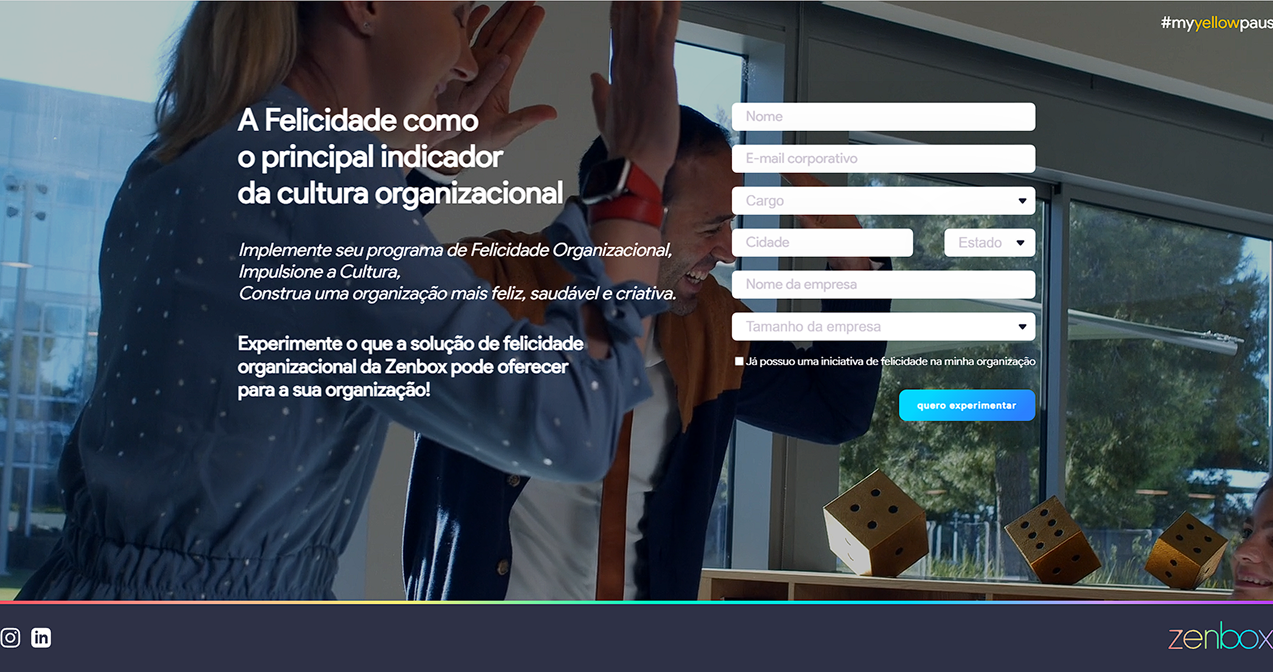 #myyellowpaus
A Felicidade como
o principal indicador
da cultura organizacional
Implemente seu programa de Felicidade Organizacional,
Impulsione a Cultura,
Construa uma organização mais feliz, saudável e criativa.
Experimente o que a solução de felicidade
organizacional da Zenbox pode oferecer
para a sua organização!
Nome
E-mail corporativo
Cargo
Cidade
Estado
Nome da empresa
Tamanho da empresa
Já possuo uma iniciativa de felicidade na minha organização
quero experimentar
in
zenbox